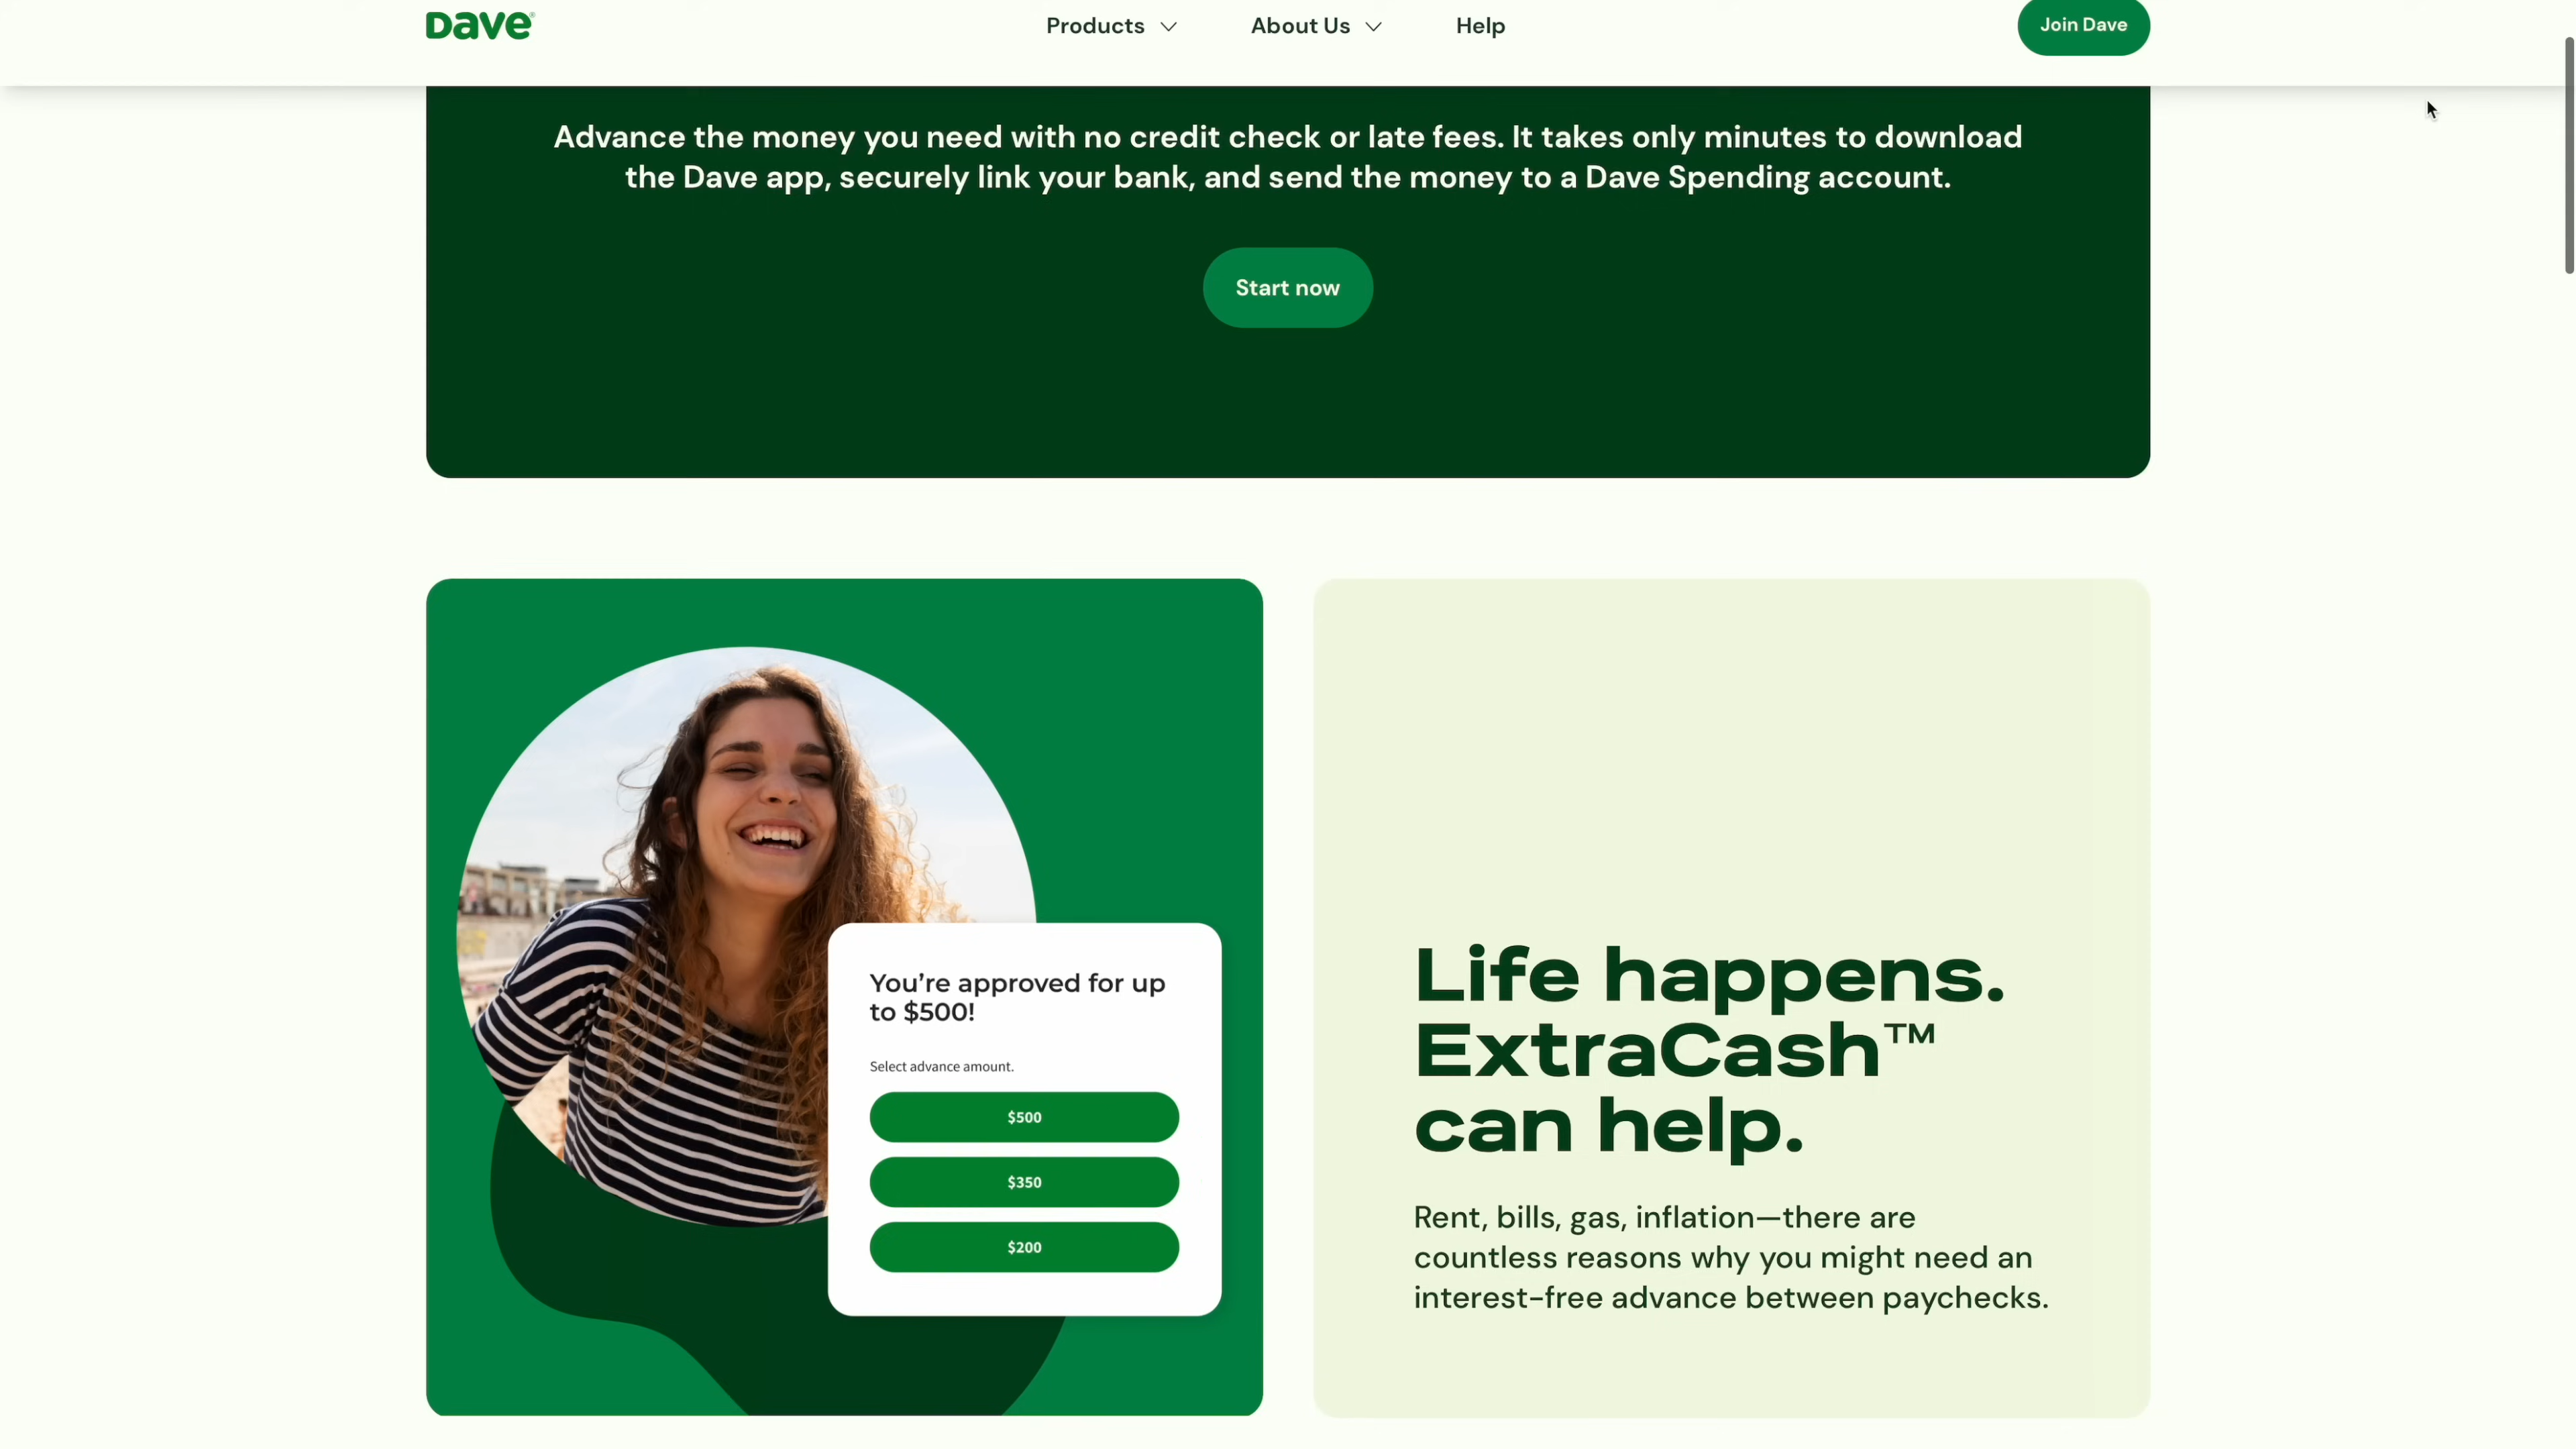 Dave
Products
About Us
Help
Join Dave
Advance the money you need with no credit check or late fees. It takes only minutes to download
the Dave app, securely link your bank, and send the money to a Dave Spending account.
Start now
You’re approved for up
to $500!
Select advance amount.
$500
$350
$200
Life happens.
ExtraCash™
can help.
Rent, bills, gas, inflation—there are
countless reasons why you might need an
interest-free advance between paychecks.